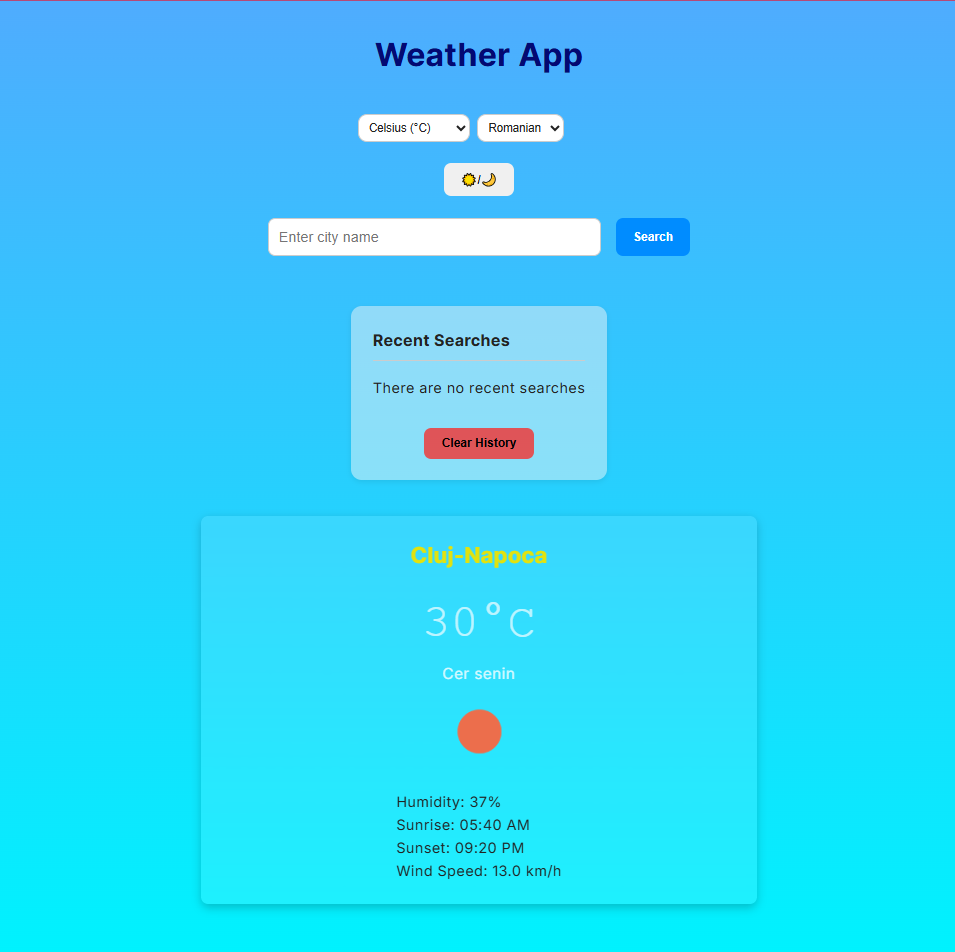 Weather App
Celsius (°C) Romanian
🌞/🌙
Enter city name Search
Recent Searches
There are no recent searches
Clear History
Cluj-Napoca
30°C
Cer senin
Humidity: 37%
Sunrise: 05:40 AM
Sunset: 09:20 PM
Wind Speed: 13.0 km/h